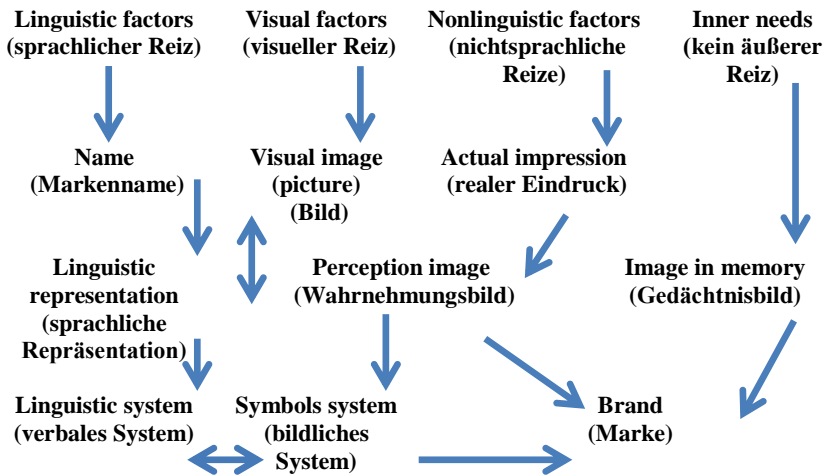 Linguistic factors
(sprachlicher Reiz)
Visual factors
(visueller Reiz)
Nonlinguistic factors
(nichtsprachliche
Reize)
Inner needs
(kein äußerer
Reiz)
Name
(Markenname)
Visual image
(picture)
(Bild)
Actual impression
(realer Eindruck)
Linguistic
representation
(sprachliche
Repräsentation)
Perception image
(Wahrnehmungsbild)
Image in memory
(Gedächtnisbild)
Linguistic system
(verbales System)
Symbols system
(bildliches
System)
Brand
(Marke)